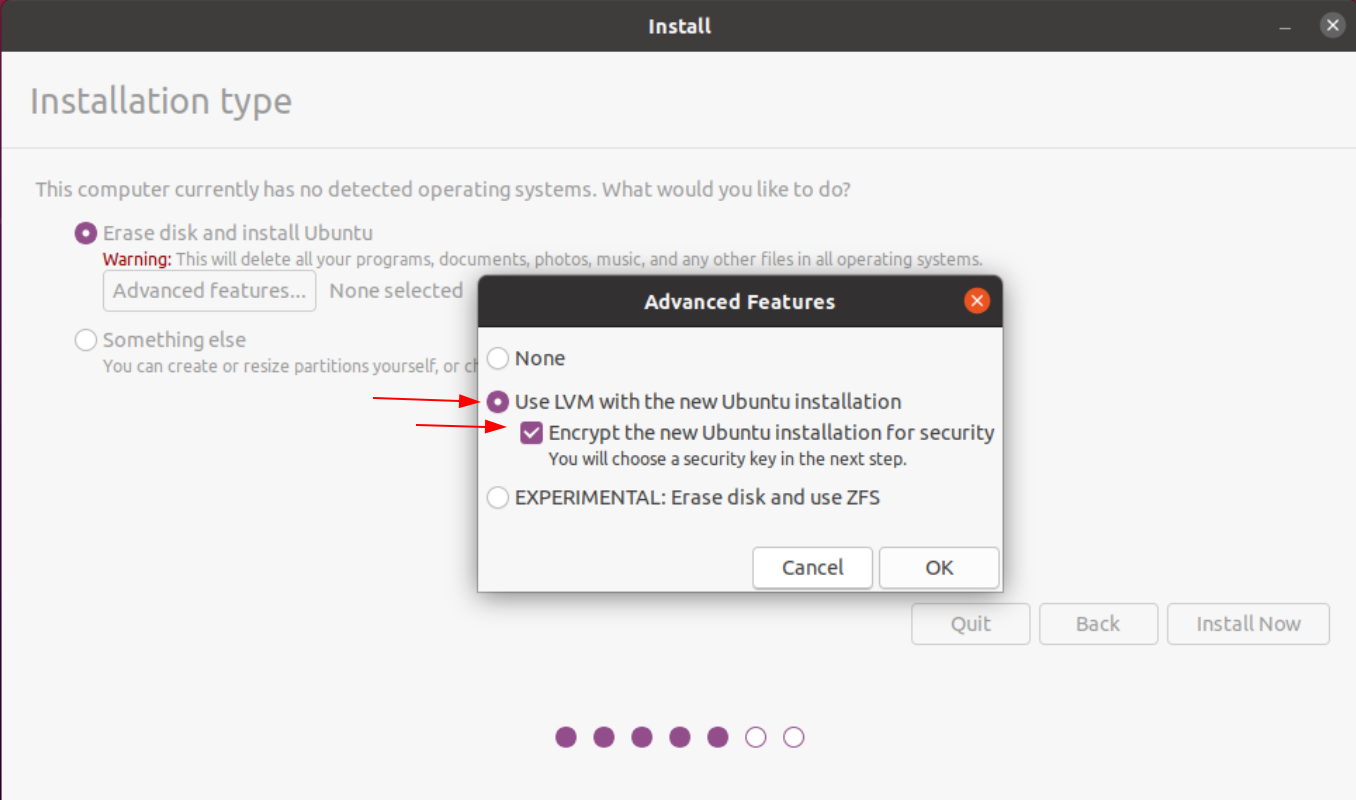 Install
Installation type
This computer currently has no detected operating systems. What would you like to do?
Erase disk and install Ubuntu
Warning: This will delete all your programs, documents, photos, music, and any other files in all operating systems.
Advanced features... None selected
Something else
You can create or resize partitions yourself, or ch
Advanced Features
None
Use LVM with the new Ubuntu installation
Encrypt the new Ubuntu installation for security
You will choose a security key in the next step.
EXPERIMENTAL: Erase disk and use ZFS
Cancel OK
Quit Back Install Now